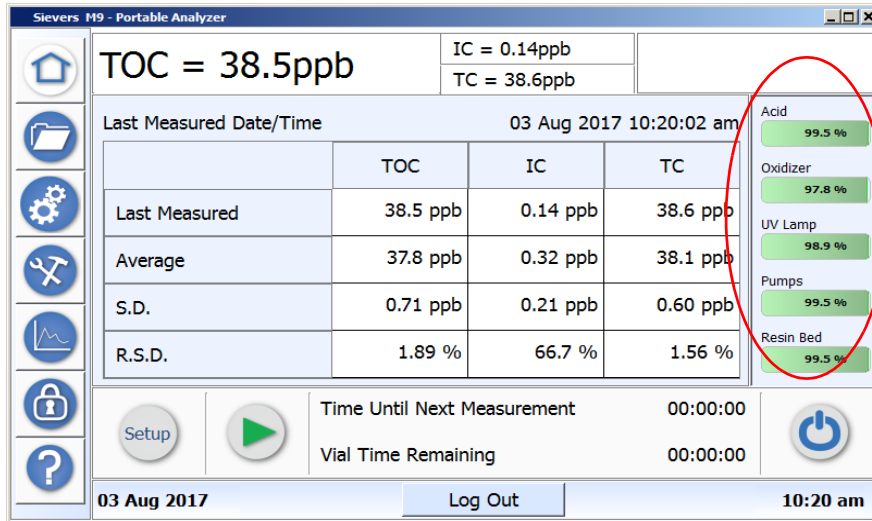 Sievers M9 - Portable Analyzer
TOC = 38.5ppb
IC = 0.14ppb
TC = 38.6ppb
Last Measured Date/Time 03 Aug 2017 10:20:02 am
TOC IC TC
Last Measured 38.5 ppb 0.14 ppb 38.6 ppb
Average 37.8 ppb 0.32 ppb 38.1 ppb
S.D. 0.71 ppb 0.21 ppb 0.60 ppb
R.S.D. 1.89 % 66.7 % 1.56 %
Acid
99.5 %
Oxidizer
97.8 %
UV Lamp
98.9 %
Pumps
99.5 %
Resin Bed
99.5 %
Setup
Time Until Next Measurement 00:00:00
Vial Time Remaining 00:00:00
03 Aug 2017 Log Out 10:20 am